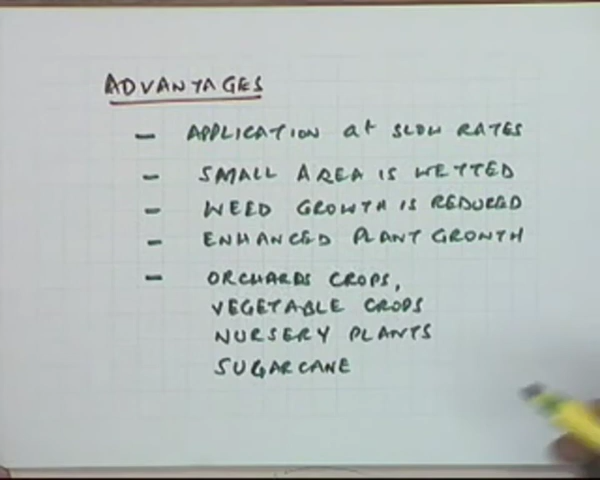 ADVANTAGES
- APPLICATION at SLOW RATES
- SMALL AREA IS WETTED
- WEED GROWTH IS REDUCED
- ENHANCED PLANT GROWTH
- ORCHARDS CROPS,
VEGETABLE CROPS
NURSERY PLANTS
SUGARCANE